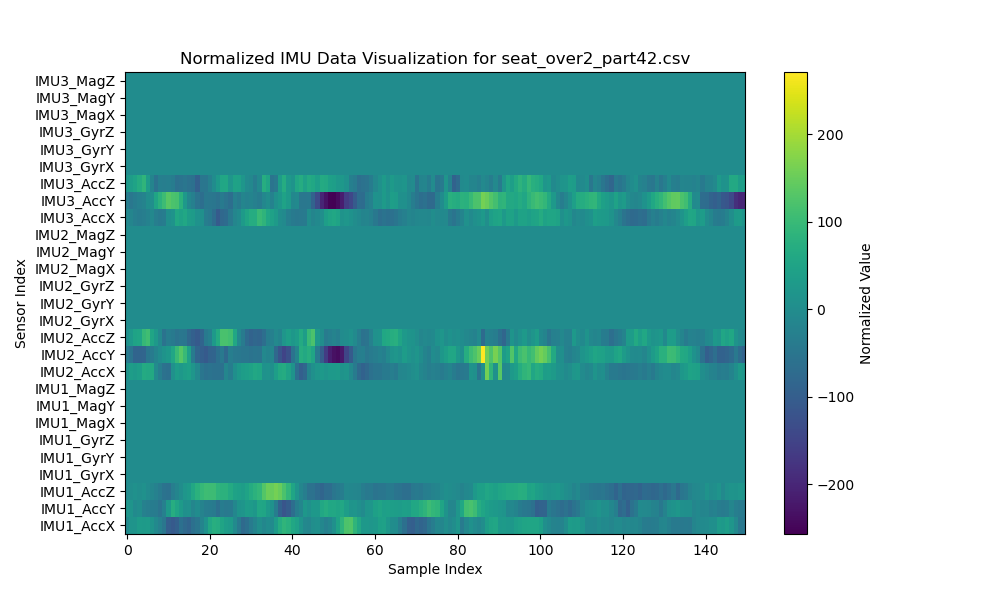 Normalized IMU Data Visualization for seat_over2_part42.csv
IMU3_MagZ
IMU3_MagY
IMU3_MagX
IMU3_GyrZ
IMU3_GyrY
IMU3_GyrX
IMU3_AccZ
IMU3_AccY
IMU3_AccX
IMU2_MagZ
IMU2_MagY
IMU2_MagX
IMU2_GyrZ
IMU2_GyrY
IMU2_GyrX
IMU2_AccZ
IMU2_AccY
IMU2_AccX
IMU1_MagZ
IMU1_MagY
IMU1_MagX
IMU1_GyrZ
IMU1_GyrY
IMU1_GyrX
IMU1_AccZ
IMU1_AccY
IMU1_AccX
Sensor Index
0 20 40 60 80 100 120 140
Sample Index
200
100
0
−100
−200
Normalized Value